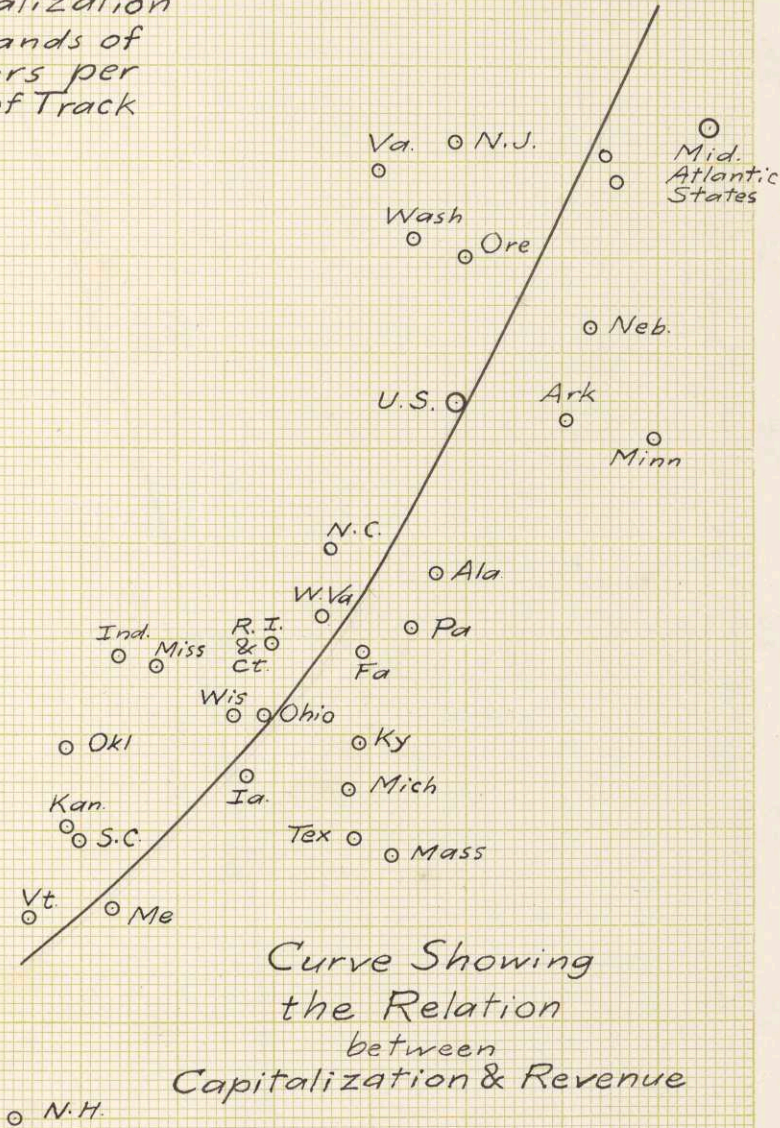 ands of
per
of Track
Va.
N.J.
Mid.
Atlantic
States
Wash
Ore
Neb.
U.S.
Ark
Minn
N.C.
Ala.
W.Va
Pa
R. I.
&
Ct.
Ind.
Miss
Fa
Wis
Ohio
Okl
Ky
Ia.
Mich
Kan.
S.C.
Tex
Mass
Vt.
Me
Curve Showing
the Relation
between
Capitalization & Revenue
N.H.